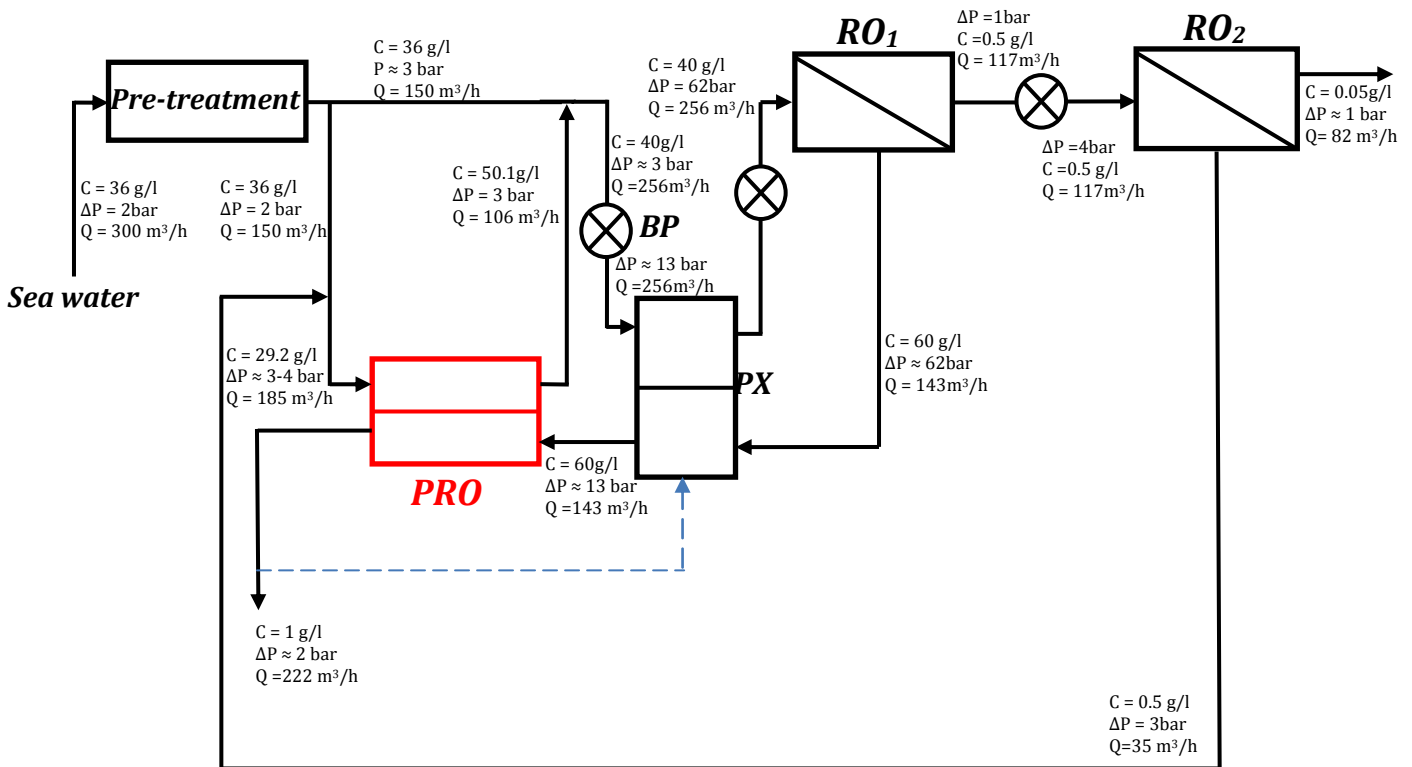 RO1
RO2
ΔP =1bar
C =0.5 g/l
Q = 117m³/h
C = 36 g/l
P ≈ 3 bar
Q = 150 m³/h
C = 40 g/l
ΔP = 62bar
Q = 256 m³/h
Pre-treatment
C = 0.05g/l
ΔP ≈ 1 bar
Q= 82 m³/h
C = 40g/l
ΔP ≈ 3 bar
Q =256m³/h
ΔP =4bar
C =0.5 g/l
Q = 117m³/h
C = 36 g/l
ΔP = 2bar
Q = 300 m³/h
C = 36 g/l
ΔP = 2 bar
Q = 150 m³/h
C = 50.1g/l
ΔP = 3 bar
Q = 106 m³/h
BP
ΔP ≈ 13 bar
Q =256m³/h
Sea water
C = 29.2 g/l
ΔP ≈ 3-4 bar
Q = 185 m³/h
C = 60 g/l
ΔP ≈ 62bar
Q = 143m³/h
PX
PRO
C = 60g/l
ΔP ≈ 13 bar
Q =143 m³/h
C = 1 g/l
ΔP ≈ 2 bar
Q =222 m³/h
C = 0.5 g/l
ΔP = 3bar
Q=35 m³/h